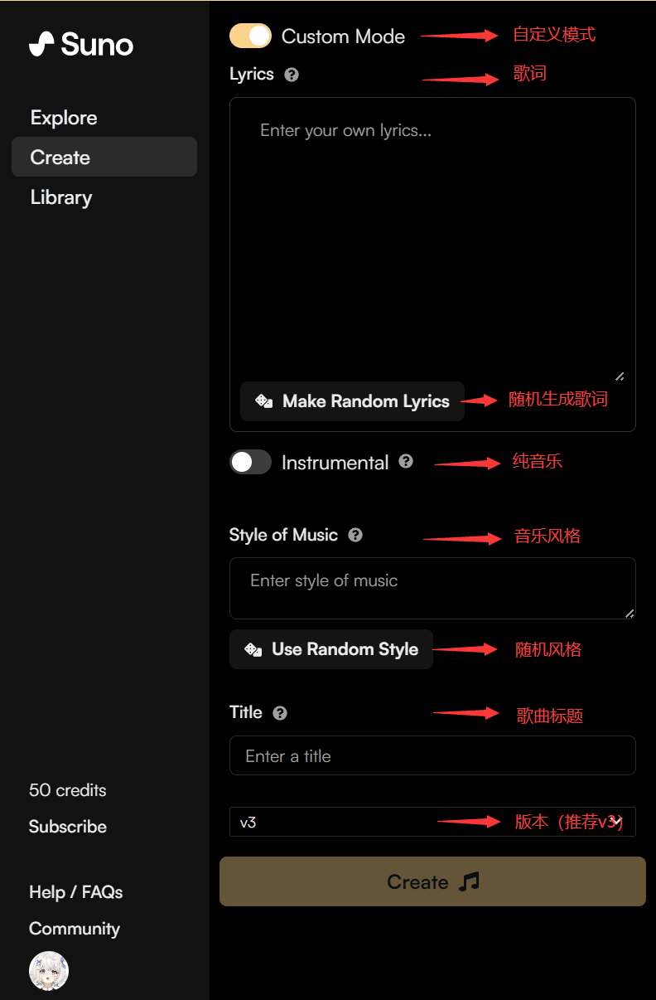 Suno
Explore
Create
Library
50 credits
Subscribe
Help / FAQs
Community
Custom Mode 自定义模式
Lyrics ? 歌词
Enter your own lyrics...
Make Random Lyrics 随机生成歌词
Instrumental ? 纯音乐
Style of Music ? 音乐风格
Enter style of music
Use Random Style 随机风格
Title ? 歌曲标题
Enter a title
v3 版本（推荐v3）
Create